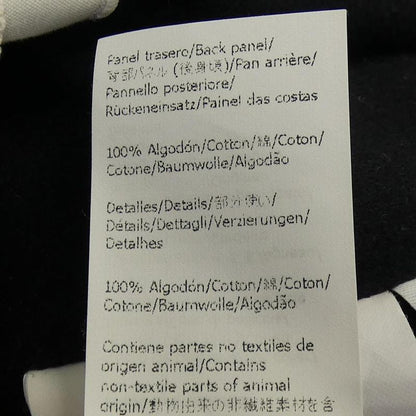 Panel trasero/Back panel/
背部パネル (後身頃)/Pan arrière/
Pannello posteriore/
Rückeneinsatz/Painel das costas
100% Algodón/Cotton/綿/Coton/
Cotone/Baumwolle/Algodão
Detalles/Details/部分使い/
Détails/Dettagli/Verzierungen/
Detalhes
100% Algodón/Cotton/綿/Coton/
Cotone/Baumwolle/Algodão
Contiene partes no textiles de
origen animal/Contains
non-textile parts of animal
origin/動物由来の非繊維素材を含